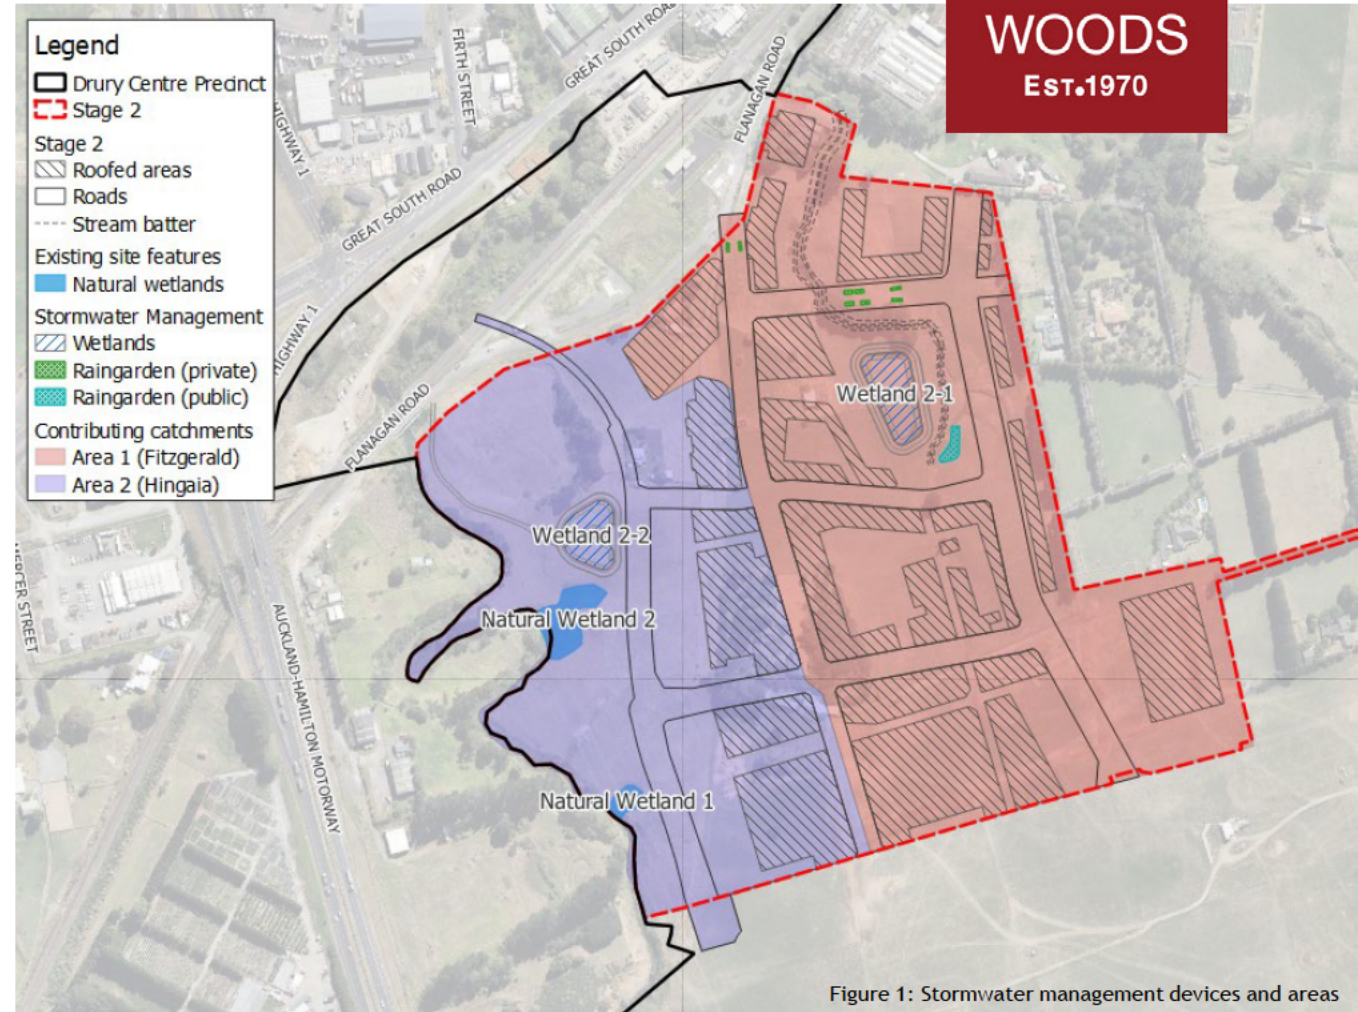 WOODS
EST.1970
Legend
Drury Centre Precinct
Stage 2
Stage 2
Roofed areas
Roads
Stream batter
Existing site features
Natural wetlands
Stormwater Management
Wetlands
Raingarden (private)
Raingarden (public)
Contributing catchments
Area 1 (Fitzgerald)
Area 2 (Hingaia)
FIRTH STREET
GREAT SOUTH ROAD
FLANAGAN ROAD
HIGHWAY 1
GREAT SOUTH ROAD
HIGHWAY 1
FLANAGAN ROAD
Wetland 2-1
Wetland 2-2
Natural Wetland 2
Natural Wetland 1
MERCER STREET
AUCKLAND-HAMILTON MOTORWAY
Figure 1: Stormwater management devices and areas